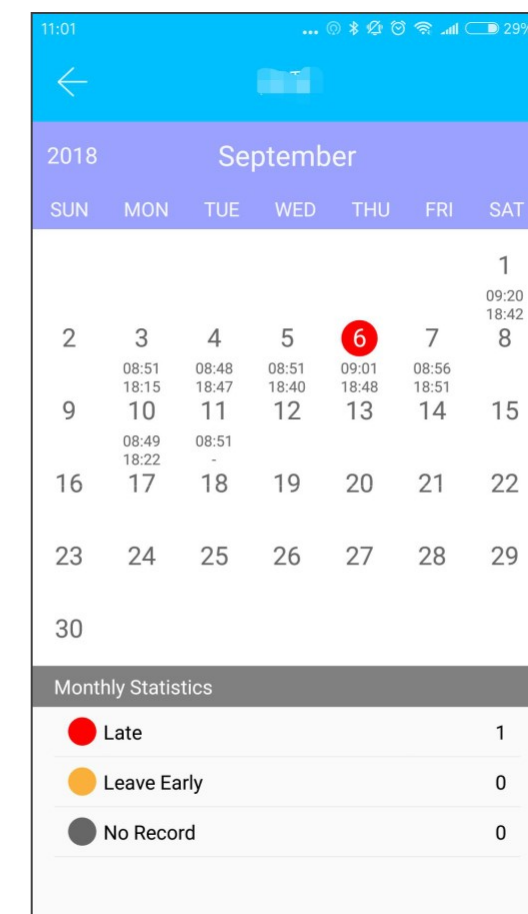 11:01 ... 29%
2018 September
SUN MON TUE WED THU FRI SAT
1
09:20
18:42
2 3 4 5 6 7 8
08:51 08:48 08:51 09:01 08:56
18:15 18:47 18:40 18:48 18:51
9 10 11 12 13 14 15
08:49 08:51
18:22 -
16 17 18 19 20 21 22
23 24 25 26 27 28 29
30
Monthly Statistics
Late 1
Leave Early 0
No Record 0